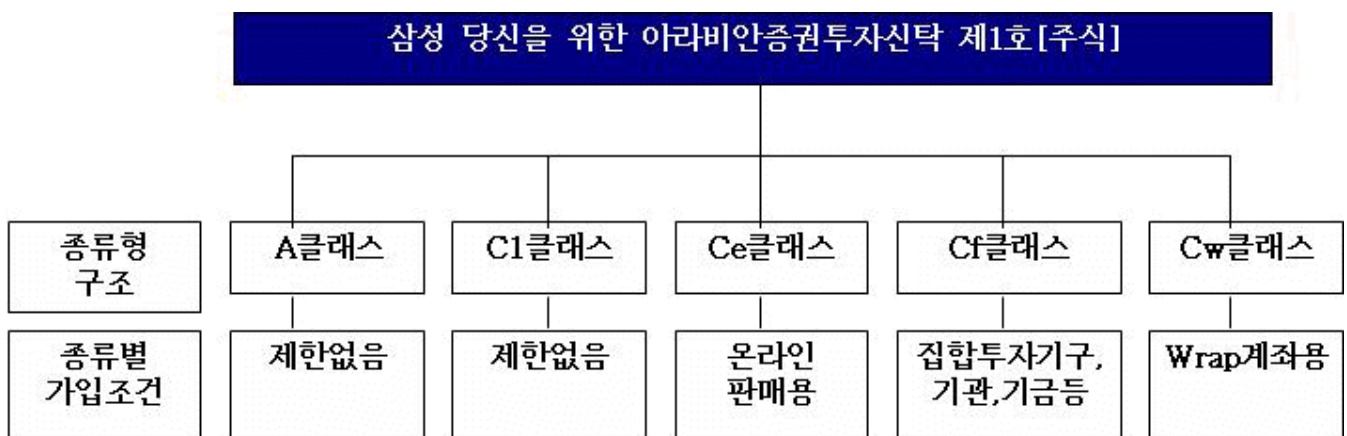 삼성 당신을 위한 아라비안증권투자신탁 제1호[주식]
종류형
구조
A클래스
C1클래스
Ce클래스
Cf클래스
Cw클래스
종류별
가입조건
제한없음
제한없음
온라인
판매용
집합투자기구,
기관,기금등
Wrap계좌용